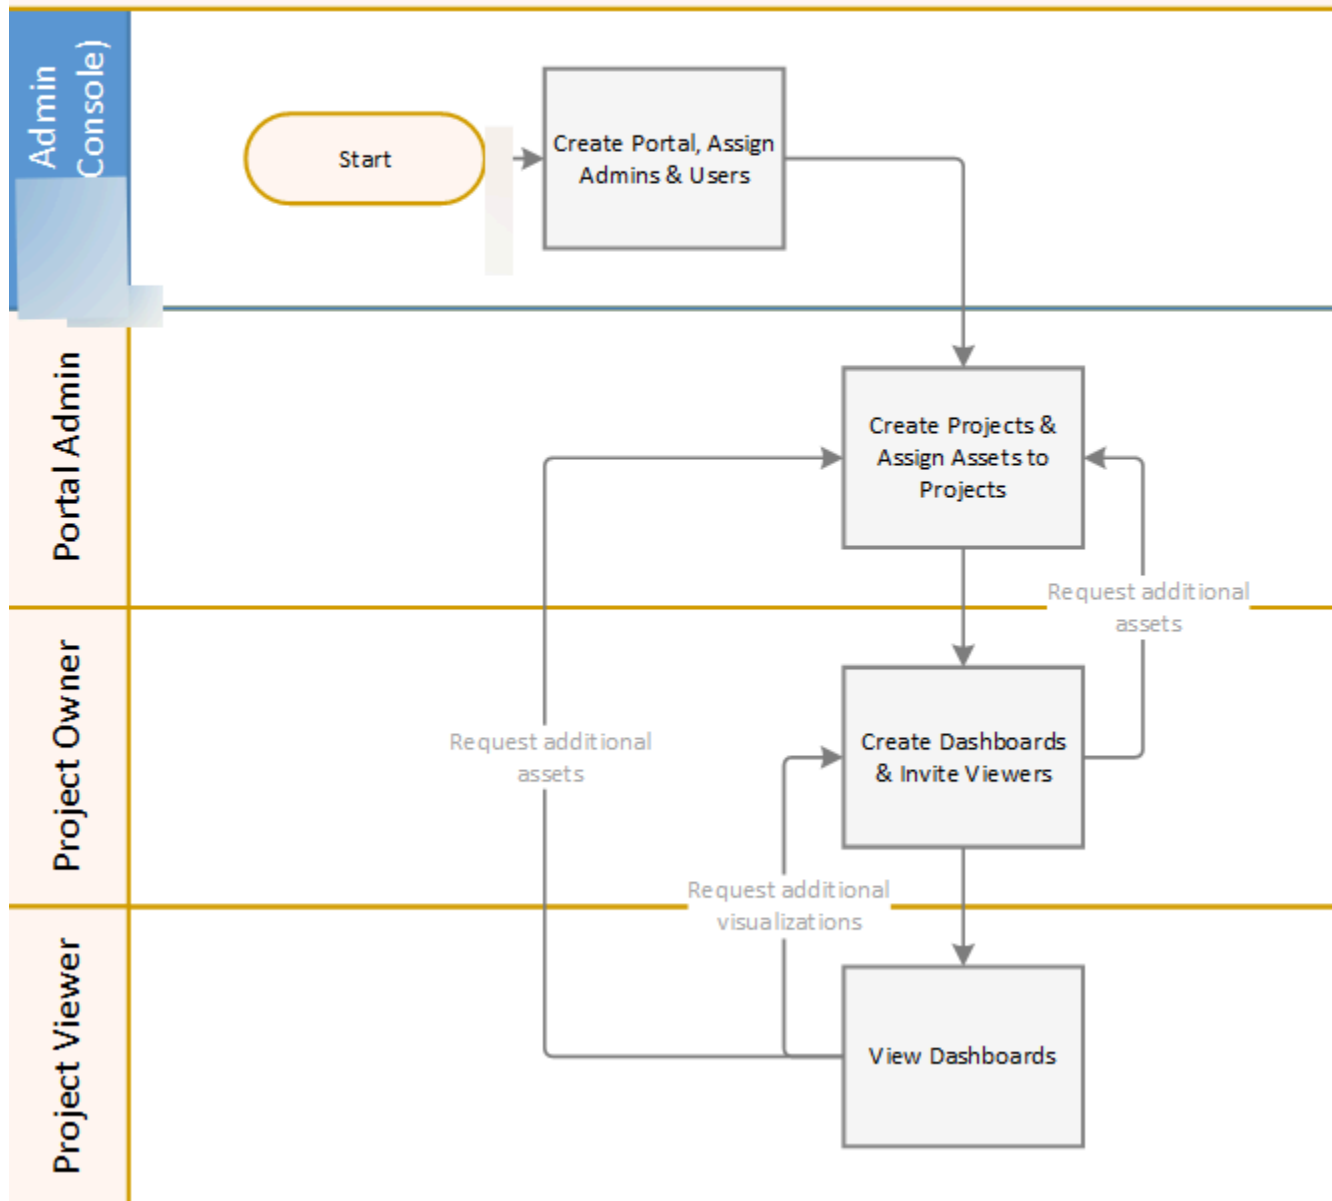 Admin
Console)
Start
Create Portal, Assign
Admins & Users
Portal Admin
Create Projects &
Assign Assets to
Projects
Request additional
assets
Project Owner
Request additional
assets
Create Dashboards
& Invite Viewers
Request additional
visualizations
Project Viewer
View Dashboards